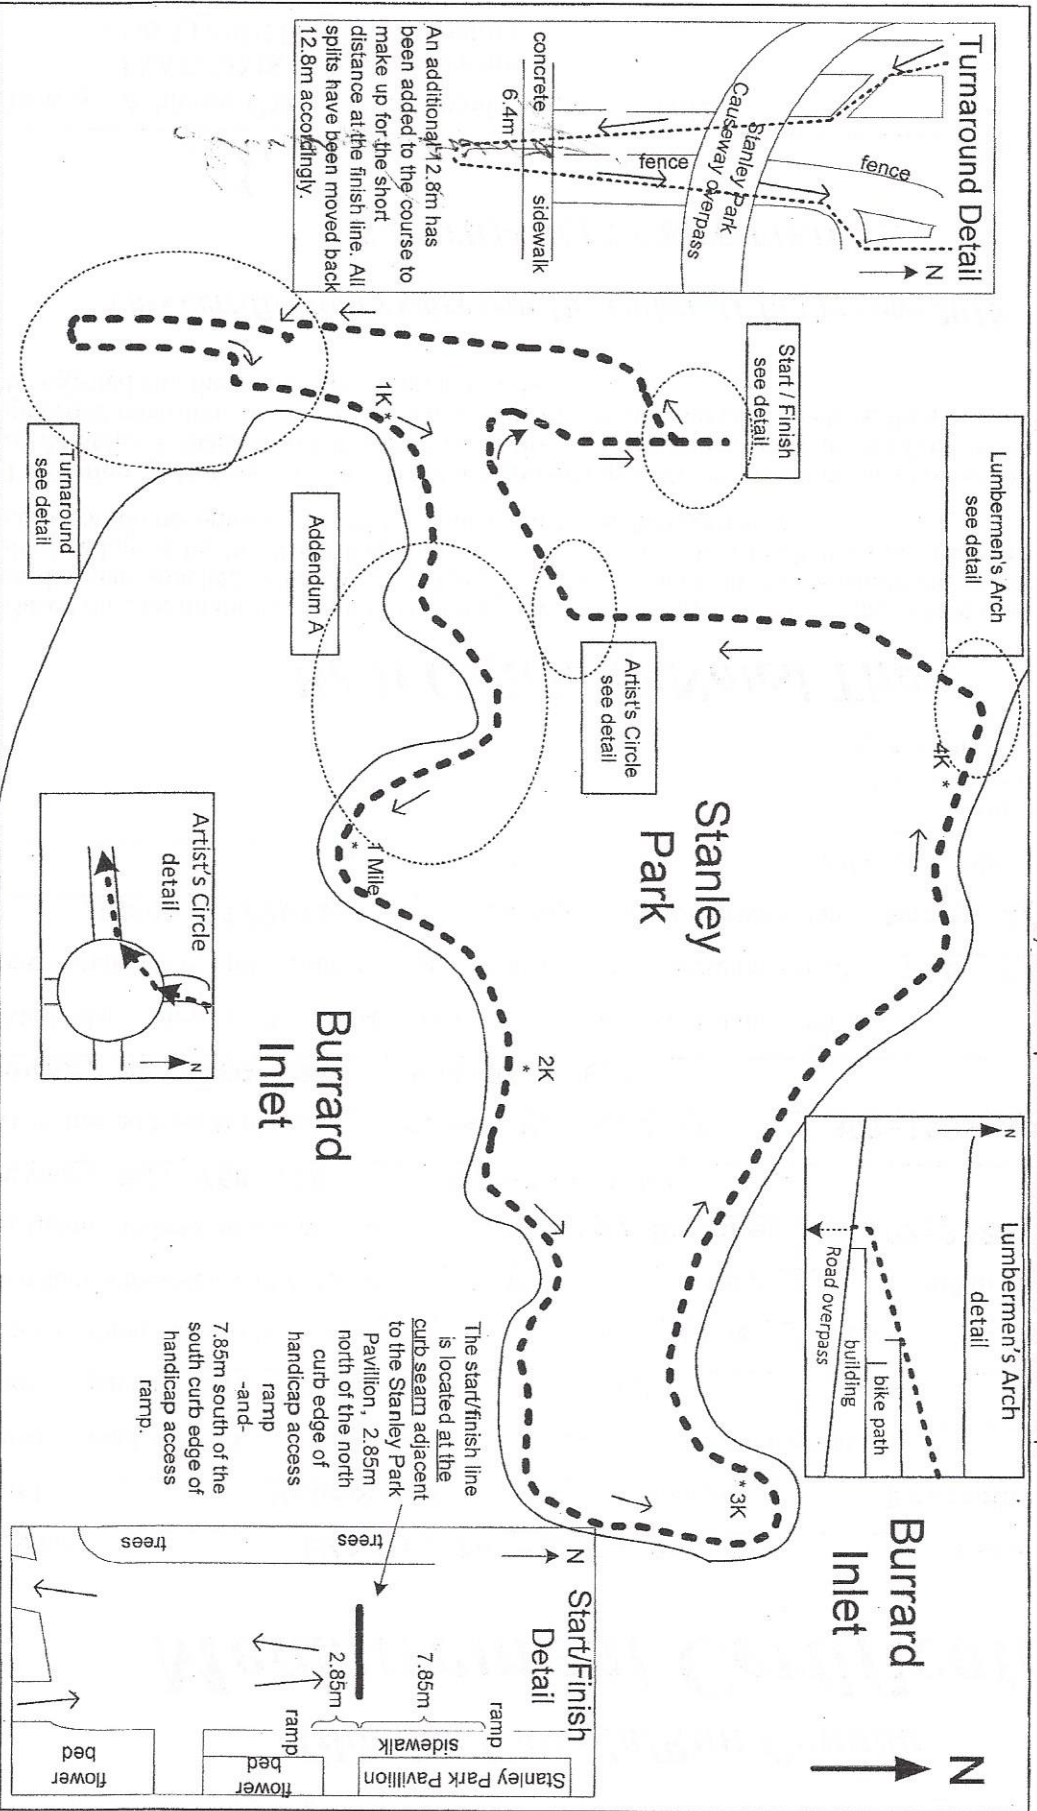 Turnaround Detail
N
fence
Stanley Park
Causeway overpass
fence
concrete
sidewalk
6.4m
An additional 12.8m has
been added to the course to
make up for the short
distance at the finish line. All
splits have been moved back
12.8m accordingly.
Start / Finish
see detail
Lumbermen's Arch
see detail
4K *
Stanley
Park
Artist's Circle
see detail
1K *
Addendum A
Turnaround
see detail
1 Mile
*
2K
*
* 3K
Burrard
Inlet
Artist's Circle
detail
N
Lumbermen's Arch
detail
N
bike path
building
Road overpass
Burrard
Inlet
N
The start/finish line
is located at the
curb seam adjacent
to the Stanley Park
Pavillion, 2.85m
north of the north
curb edge of
handicap access
ramp
-and-
7.85m south of the
south curb edge of
handicap access
ramp.
Start/Finish
Detail
N
trees
trees
7.85m
2.85m
ramp
ramp
sidewalk
Stanley Park Pavillion
flower
bed
flower
bed